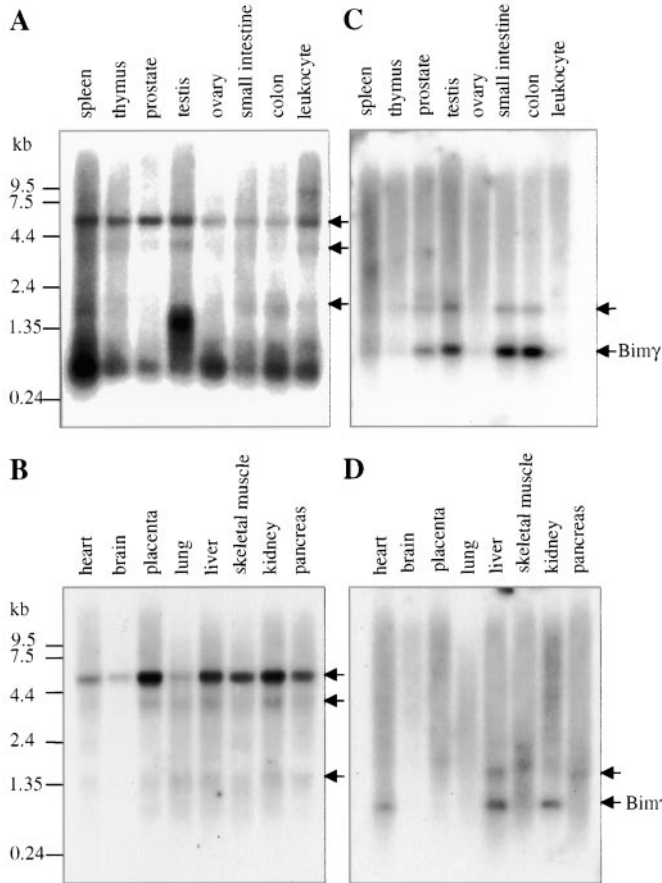 A
spleen
thymus
prostate
testis
ovary
small intestine
colon
leukocyte
kb
9.5
7.5
4.4
2.4
1.35
0.24
C
spleen
thymus
prostate
testis
ovary
small intestine
colon
leukocyte
Bimγ
B
heart
brain
placenta
lung
liver
skeletal muscle
kidney
pancreas
kb
9.5
7.5
4.4
2.4
1.35
0.24
D
heart
brain
placenta
lung
liver
skeletal muscle
kidney
pancreas
Bimγ